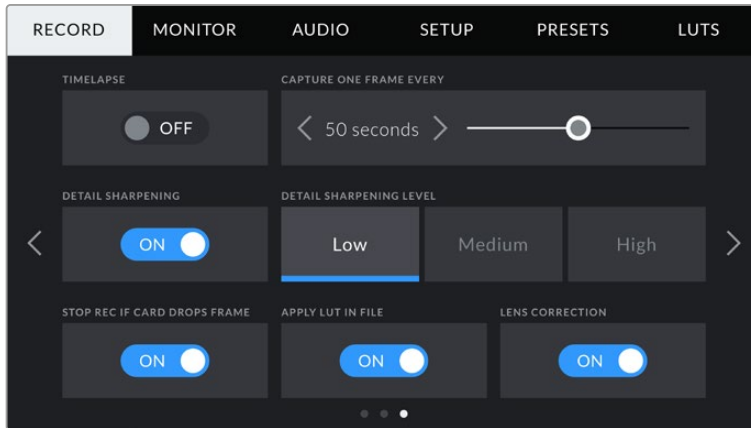 RECORD MONITOR AUDIO SETUP PRESETS LUTS
TIMELAPSE CAPTURE ONE FRAME EVERY
OFF 50 seconds
DETAIL SHARPENING DETAIL SHARPENING LEVEL
ON Low Medium High
STOP REC IF CARD DROPS FRAME APPLY LUT IN FILE LENS CORRECTION
ON ON ON